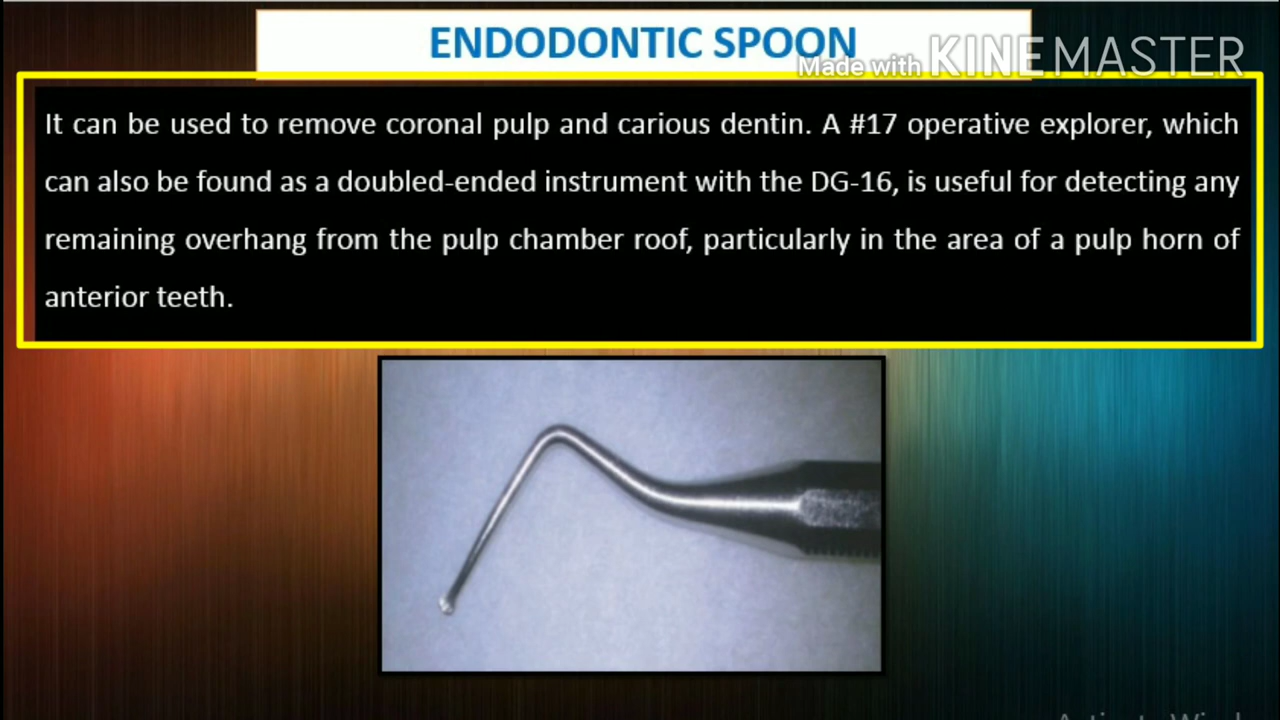 ENDODONTIC SPOON
Made with KINEMASTER
It can be used to remove coronal pulp and carious dentin. A #17 operative explorer, which
can also be found as a doubled-ended instrument with the DG-16, is useful for detecting any
remaining overhang from the pulp chamber roof, particularly in the area of a pulp horn of
anterior teeth.